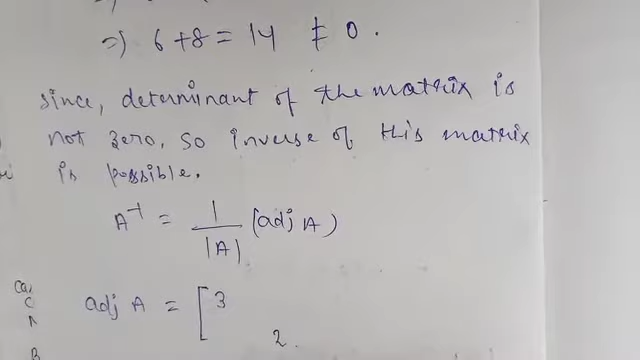 => 6 + 8 = 14 ≠ 0.
since, determinant of the matrix is
not zero, so inverse of this matrix
is possible.
A⁻¹ = 1/|A| (adj A)
adj A = [ 3
2.